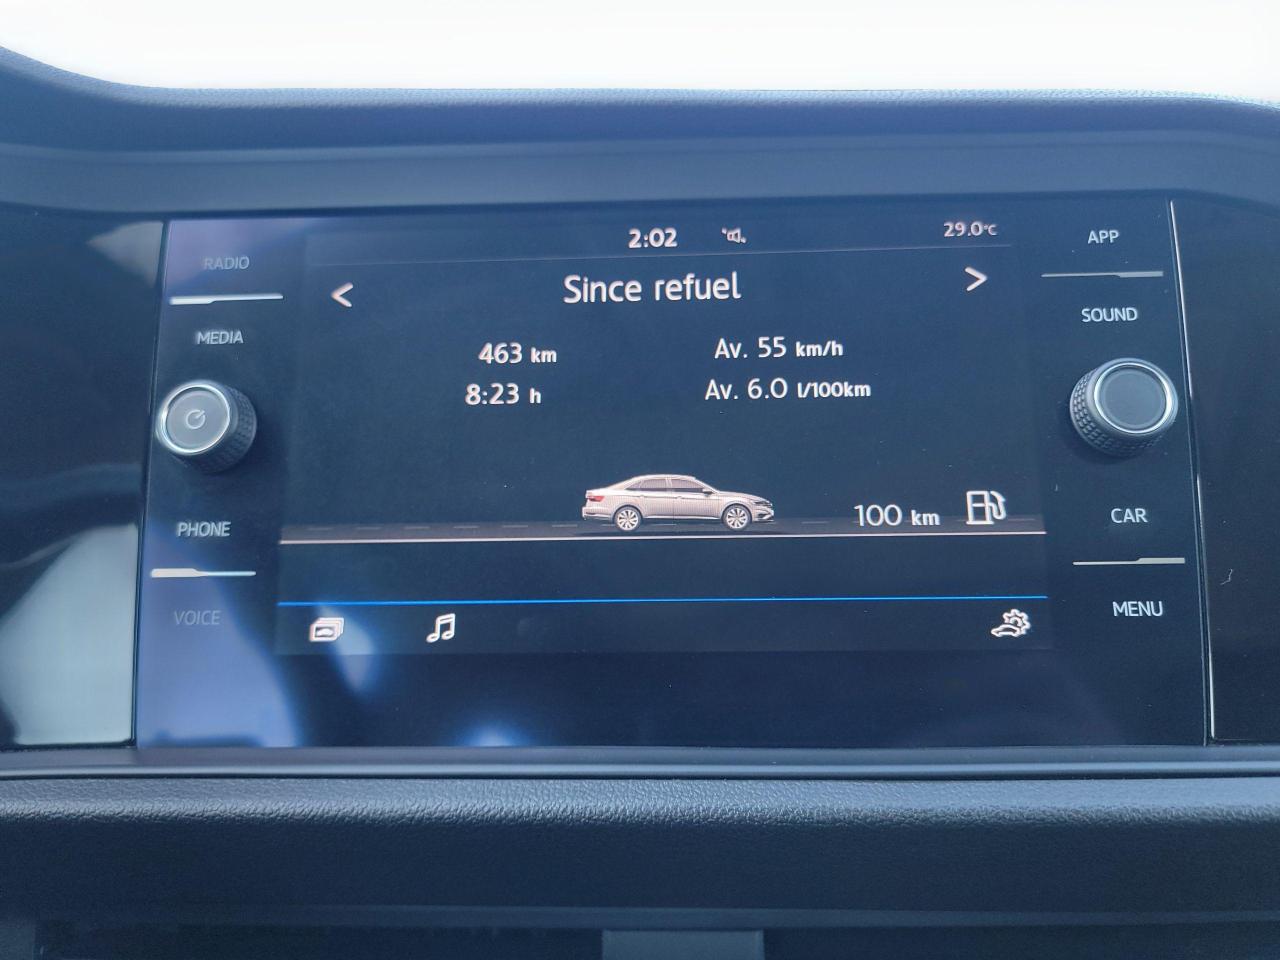 2:02
29.0°C
RADIO
MEDIA
PHONE
VOICE
< Since refuel >
463 km
Av. 55 km/h
8:23 h
Av. 6.0 l/100km
100 km
APP
SOUND
CAR
MENU